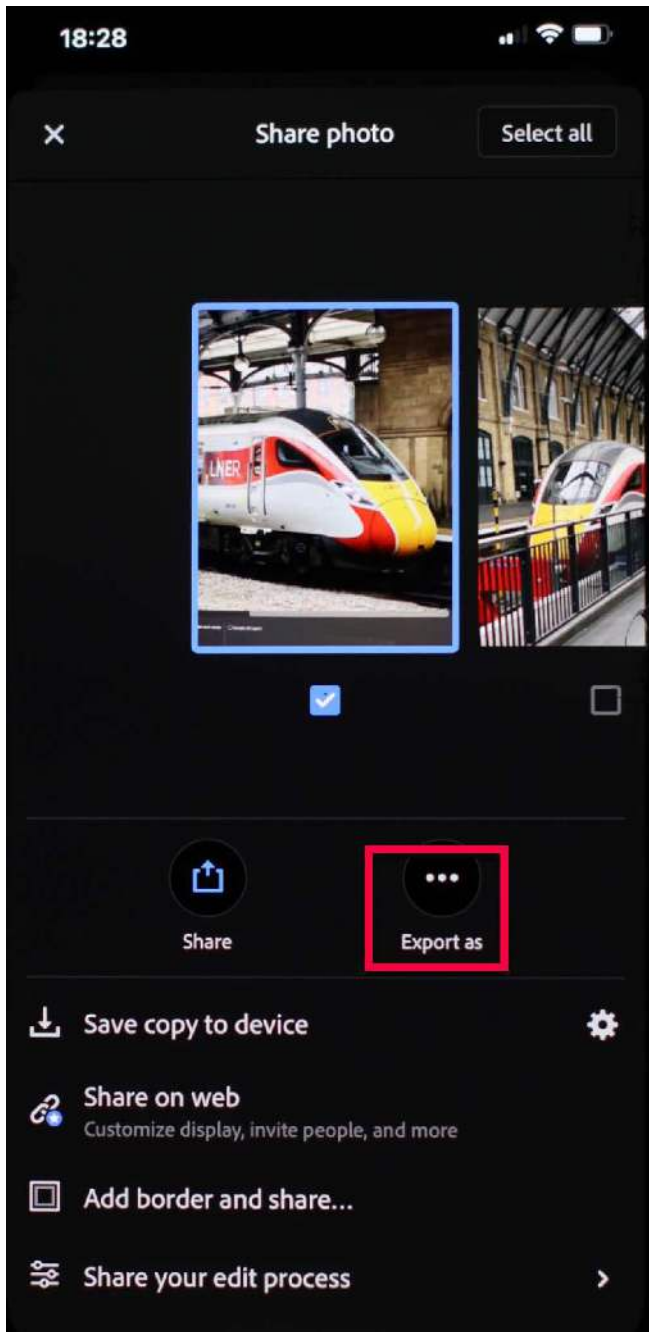 18:28
Share photo
Select all
LNER
Share
Export as
Save copy to device
Share on web
Customize display, invite people, and more
Add border and share...
Share your edit process